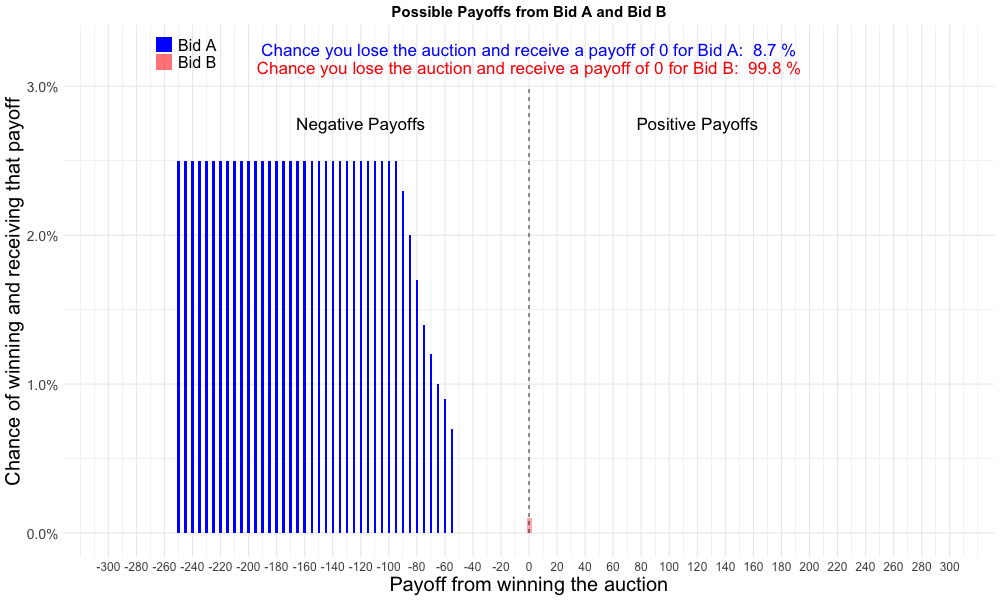 Possible Payoffs from Bid A and Bid B
Bid A
Bid B
Chance you lose the auction and receive a payoff of 0 for Bid A: 8.7 %
Chance you lose the auction and receive a payoff of 0 for Bid B: 99.8 %
Negative Payoffs
Positive Payoffs
Chance of winning and receiving that payoff
3.0%
2.0%
1.0%
0.0%
-300 -280 -260 -240 -220 -200 -180 -160 -140 -120 -100 -80 -60 -40 -20 0 20 40 60 80 100 120 140 160 180 200 220 240 260 280 300
Payoff from winning the auction